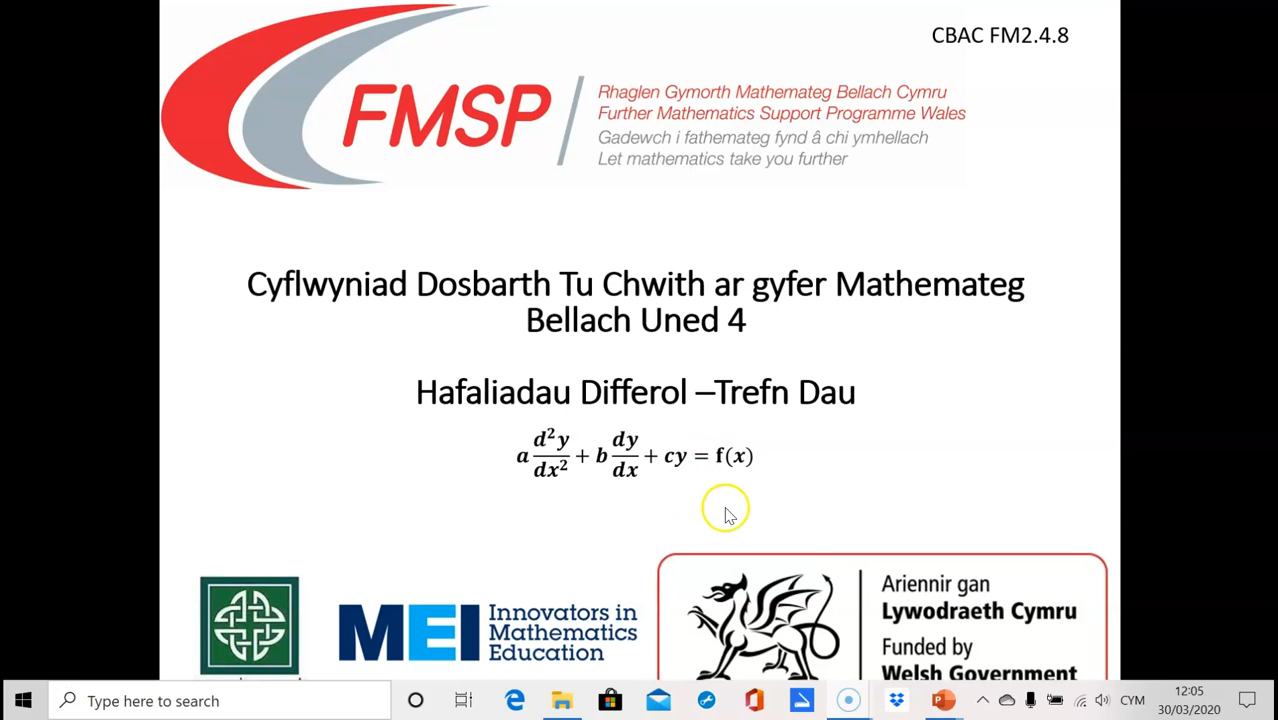 CBAC FM2.4.8
FMSP
Rhaglen Gymorth Mathemateg Bellach Cymru
Further Mathematics Support Programme Wales
Gadewch i fathemateg fynd â chi ymhellach
Let mathematics take you further
Cyflwyniad Dosbarth Tu Chwith ar gyfer Mathemateg
Bellach Uned 4
Hafaliadau Differol –Trefn Dau
a d²y/dx² + b dy/dx + cy = f(x)
MEI Innovators in
Mathematics
Education
Ariennir gan
Lywodraeth Cymru
Funded by
Welsh Government
Type here to search
CYM
12:05
30/03/2020